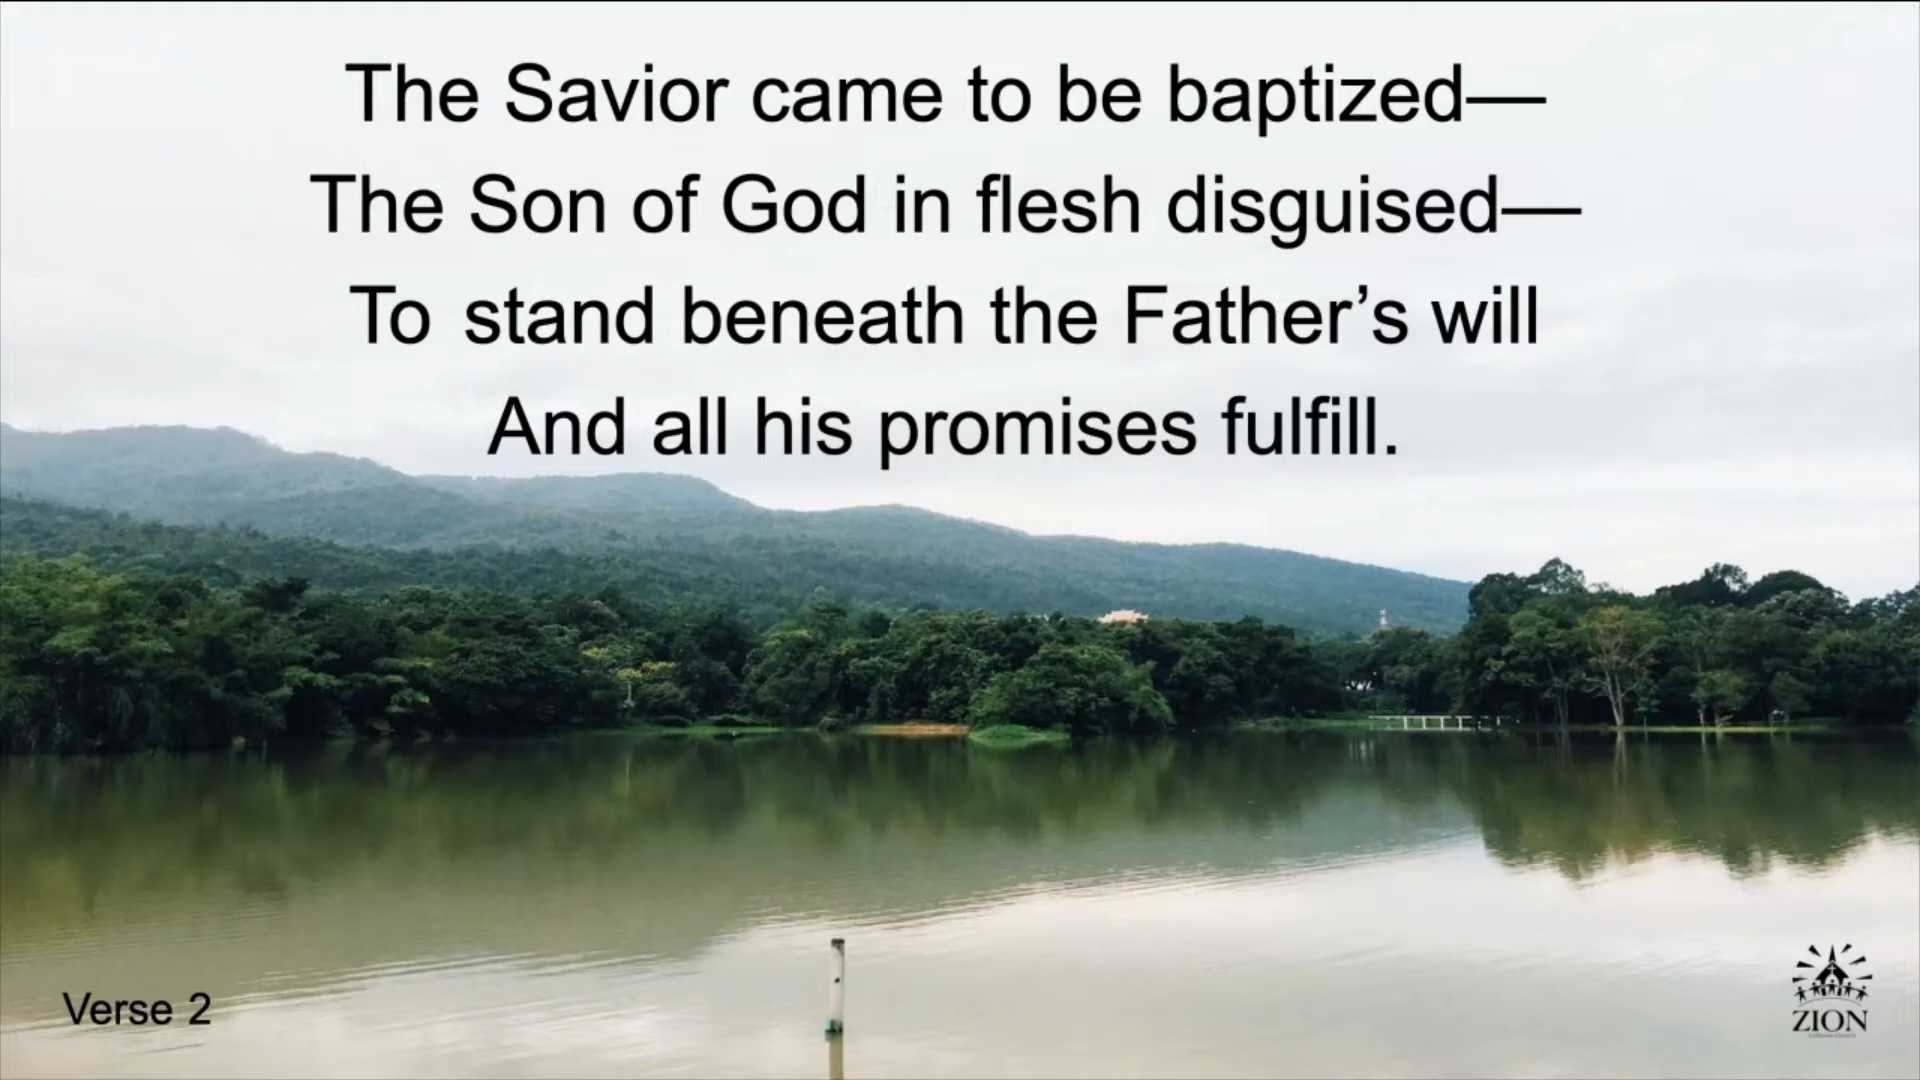 The Savior came to be baptized—
The Son of God in flesh disguised—
To stand beneath the Father’s will
And all his promises fulfill.
Verse 2
ZION